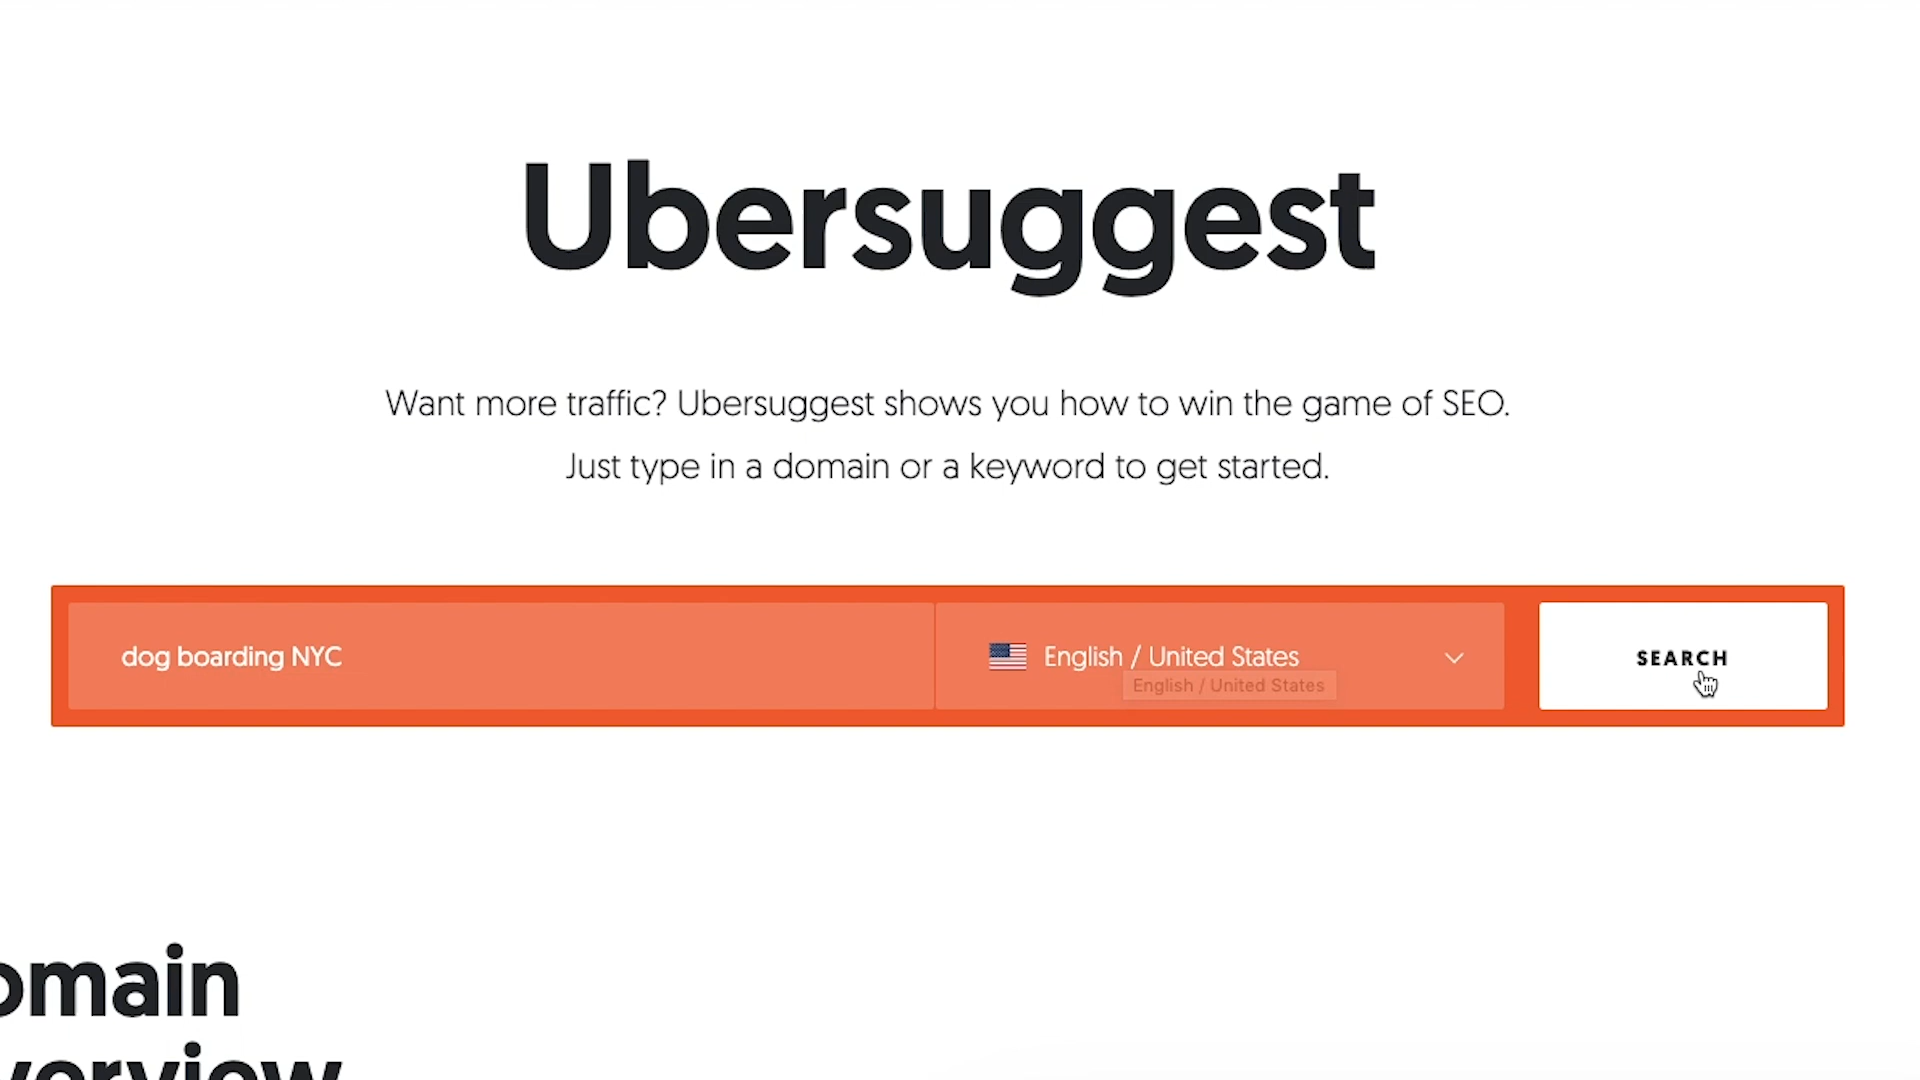 Ubersuggest
Want more traffic? Ubersuggest shows you how to win the game of SEO.
Just type in a domain or a keyword to get started.
dog boarding NYC
English / United States
English / United States
SEARCH
omain
verview